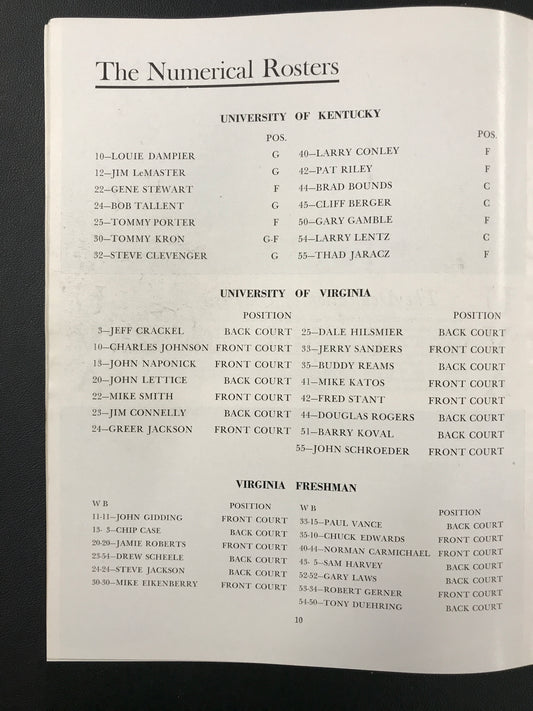 The Numerical Rosters
UNIVERSITY OF KENTUCKY
POS. POS.
10—LOUIE DAMPIER G 40—LARRY CONLEY F
12—JIM LeMASTER G 42—PAT RILEY F
22—GENE STEWART F 44—BRAD BOUNDS C
24—BOB TALLENT G 45—CLIFF BERGER C
25—TOMMY PORTER F 50—GARY GAMBLE F
30—TOMMY KRON G-F 54—LARRY LENTZ C
32—STEVE CLEVENGER G 55—THAD JARACZ F
UNIVERSITY OF VIRGINIA
POSITION POSITION
3—JEFF CRACKEL BACK COURT 25—DALE HILSMIER BACK COURT
10—CHARLES JOHNSON FRONT COURT 33—JERRY SANDERS FRONT COURT
13—JOHN NAPONICK FRONT COURT 35—BUDDY REAMS BACK COURT
20—JOHN LETTICE BACK COURT 41—MIKE KATOS FRONT COURT
22—MIKE SMITH FRONT COURT 42—FRED STANT FRONT COURT
23—JIM CONNELLY BACK COURT 44—DOUGLAS ROGERS BACK COURT
24—GREER JACKSON FRONT COURT 51—BARRY KOVAL BACK COURT
55—JOHN SCHROEDER FRONT COURT
VIRGINIA FRESHMAN
W B POSITION W B POSITION
11-11—JOHN GIDDING FRONT COURT 33-15—PAUL VANCE BACK COURT
13- 3—CHIP CASE BACK COURT 35-10—CHUCK EDWARDS FRONT COURT
20-20—JAMIE ROBERTS FRONT COURT 40-44—NORMAN CARMICHAEL FRONT COURT
23-54—DREW SCHEELE BACK COURT 43- 5—SAM HARVEY BACK COURT
24-24—STEVE JACKSON BACK COURT 52-52—GARY LAWS BACK COURT
30-30—MIKE EIKENBERRY FRONT COURT 53-34—ROBERT GERNER FRONT COURT
54-50—TONY DUEHRING BACK COURT
10